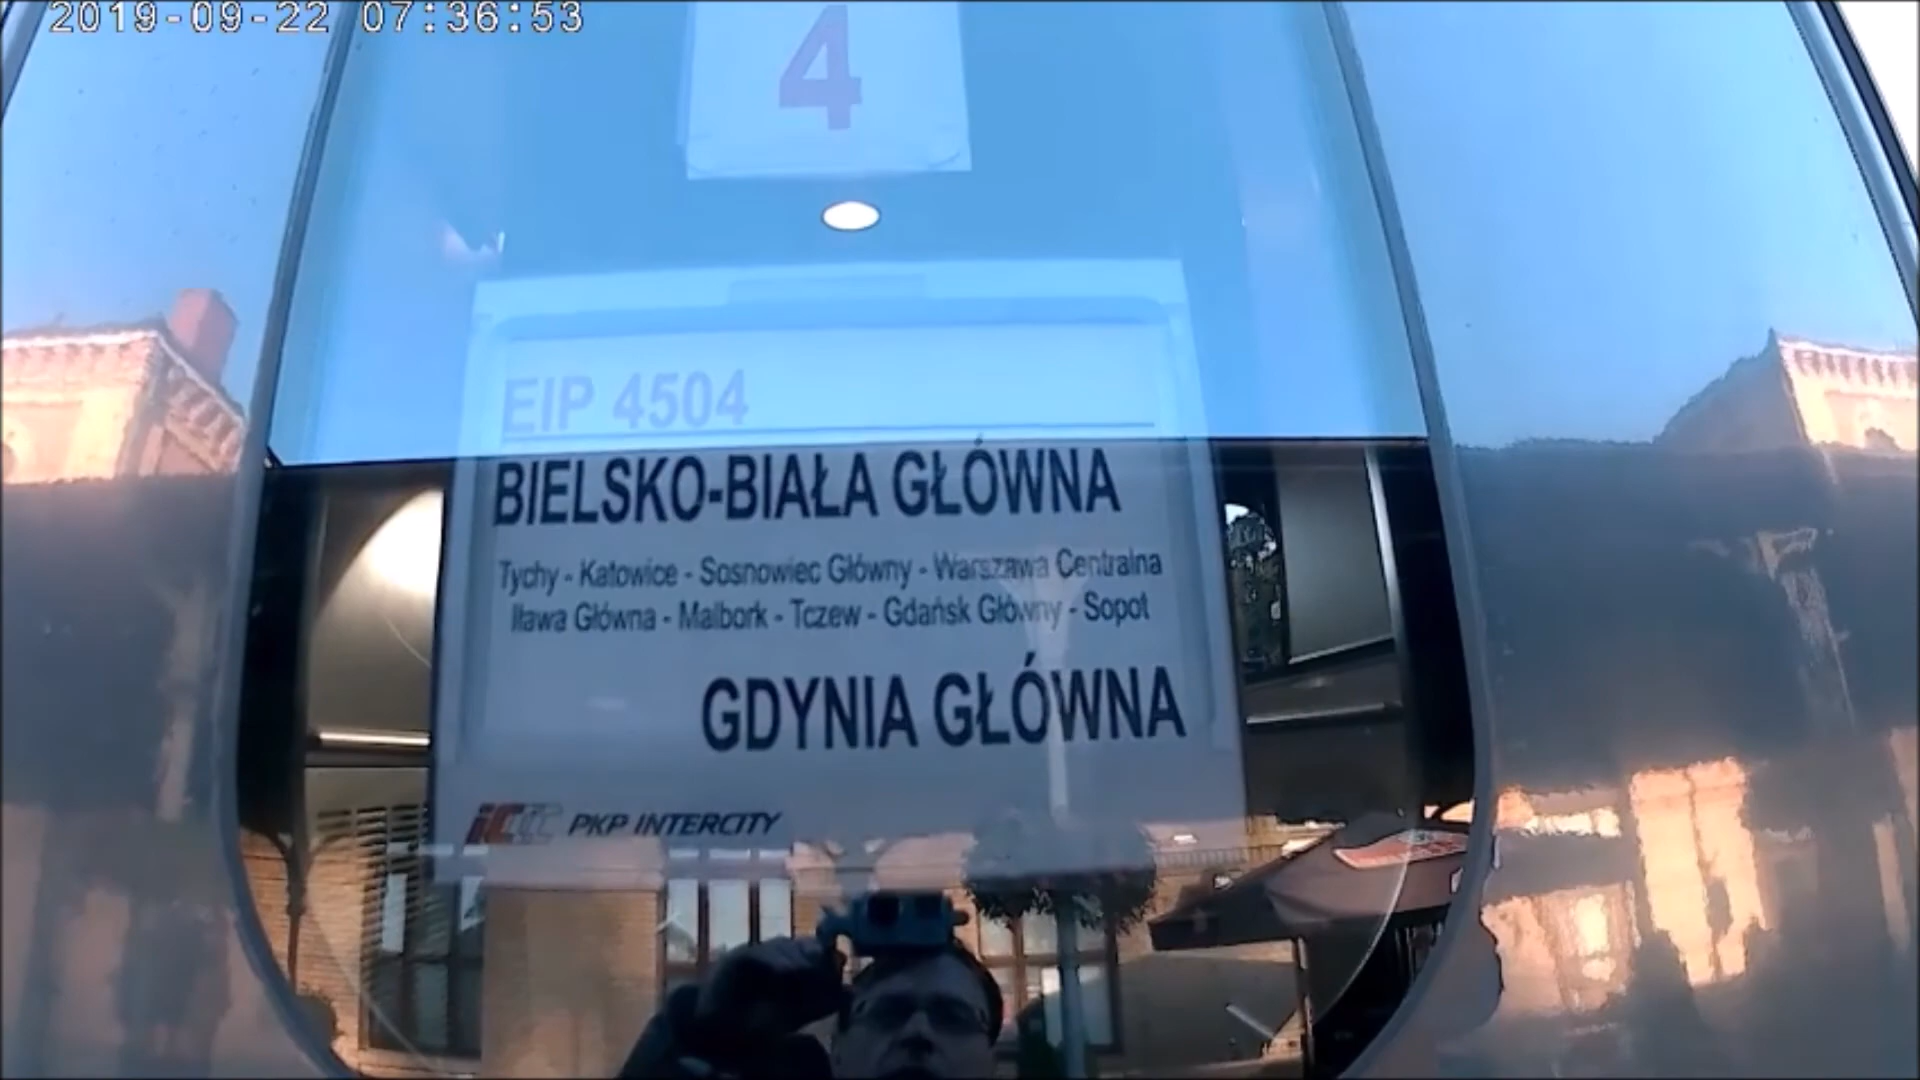 2019-09-22 07:36:53
4
EIP 4504
BIELSKO-BIAŁA GŁÓWNA
Tychy - Katowice - Sosnowiec Główny - Warszawa Centralna
Iława Główna - Malbork - Tczew - Gdańsk Główny - Sopot
GDYNIA GŁÓWNA
IC PKP INTERCITY